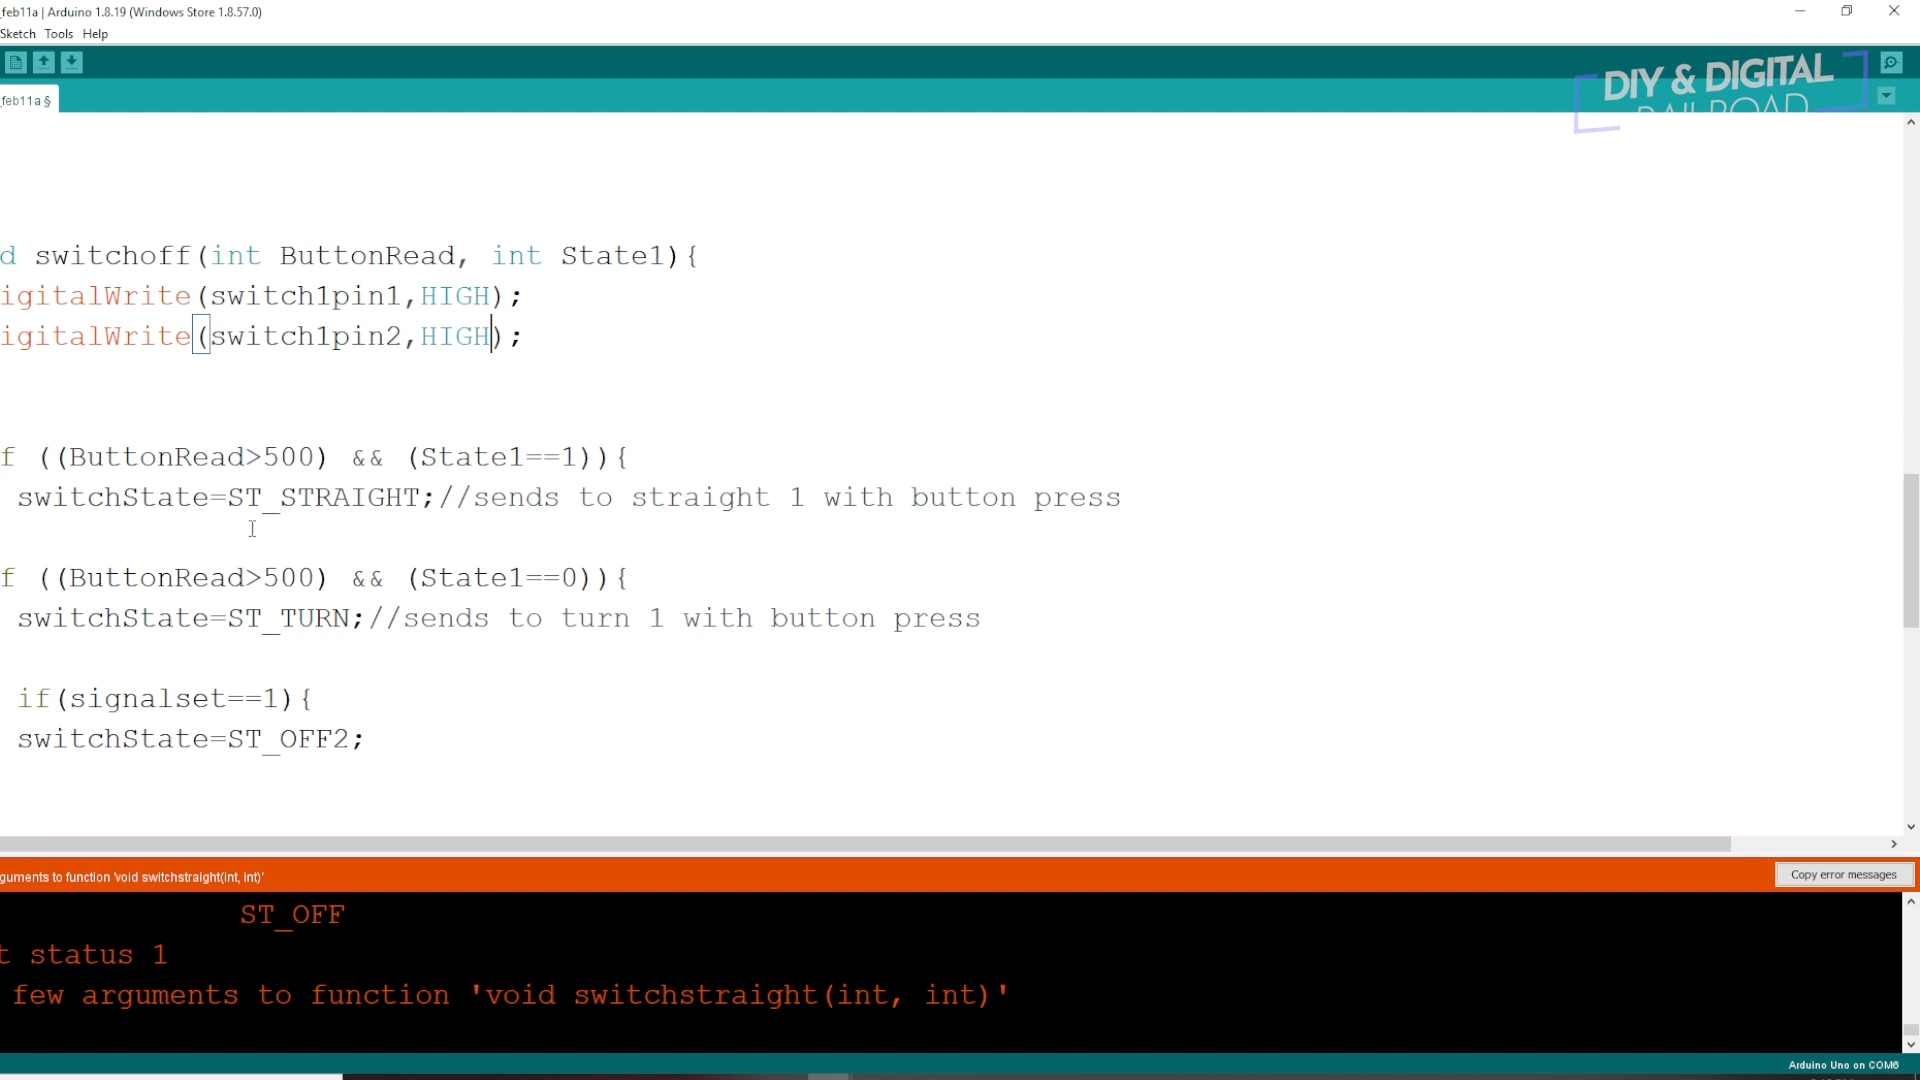 feb11a | Arduino 1.8.19 (Windows Store 1.8.57.0)
Sketch Tools Help
DIY & DIGITAL
RAILROAD
feb11a §
d switchoff(int ButtonRead, int State1){
igitalWrite(switch1pin1,HIGH);
igitalWrite(switch1pin2,HIGH);
f ((ButtonRead>500) && (State1==1)){
switchState=ST_STRAIGHT;//sends to straight 1 with button press
f ((ButtonRead>500) && (State1==0)){
switchState=ST_TURN;//sends to turn 1 with button press
if(signalset==1){
switchState=ST_OFF2;
guments to function 'void switchstraight(int, int)'
Copy error messages
ST_OFF
t status 1
few arguments to function 'void switchstraight(int, int)'
Arduino Uno on COM6